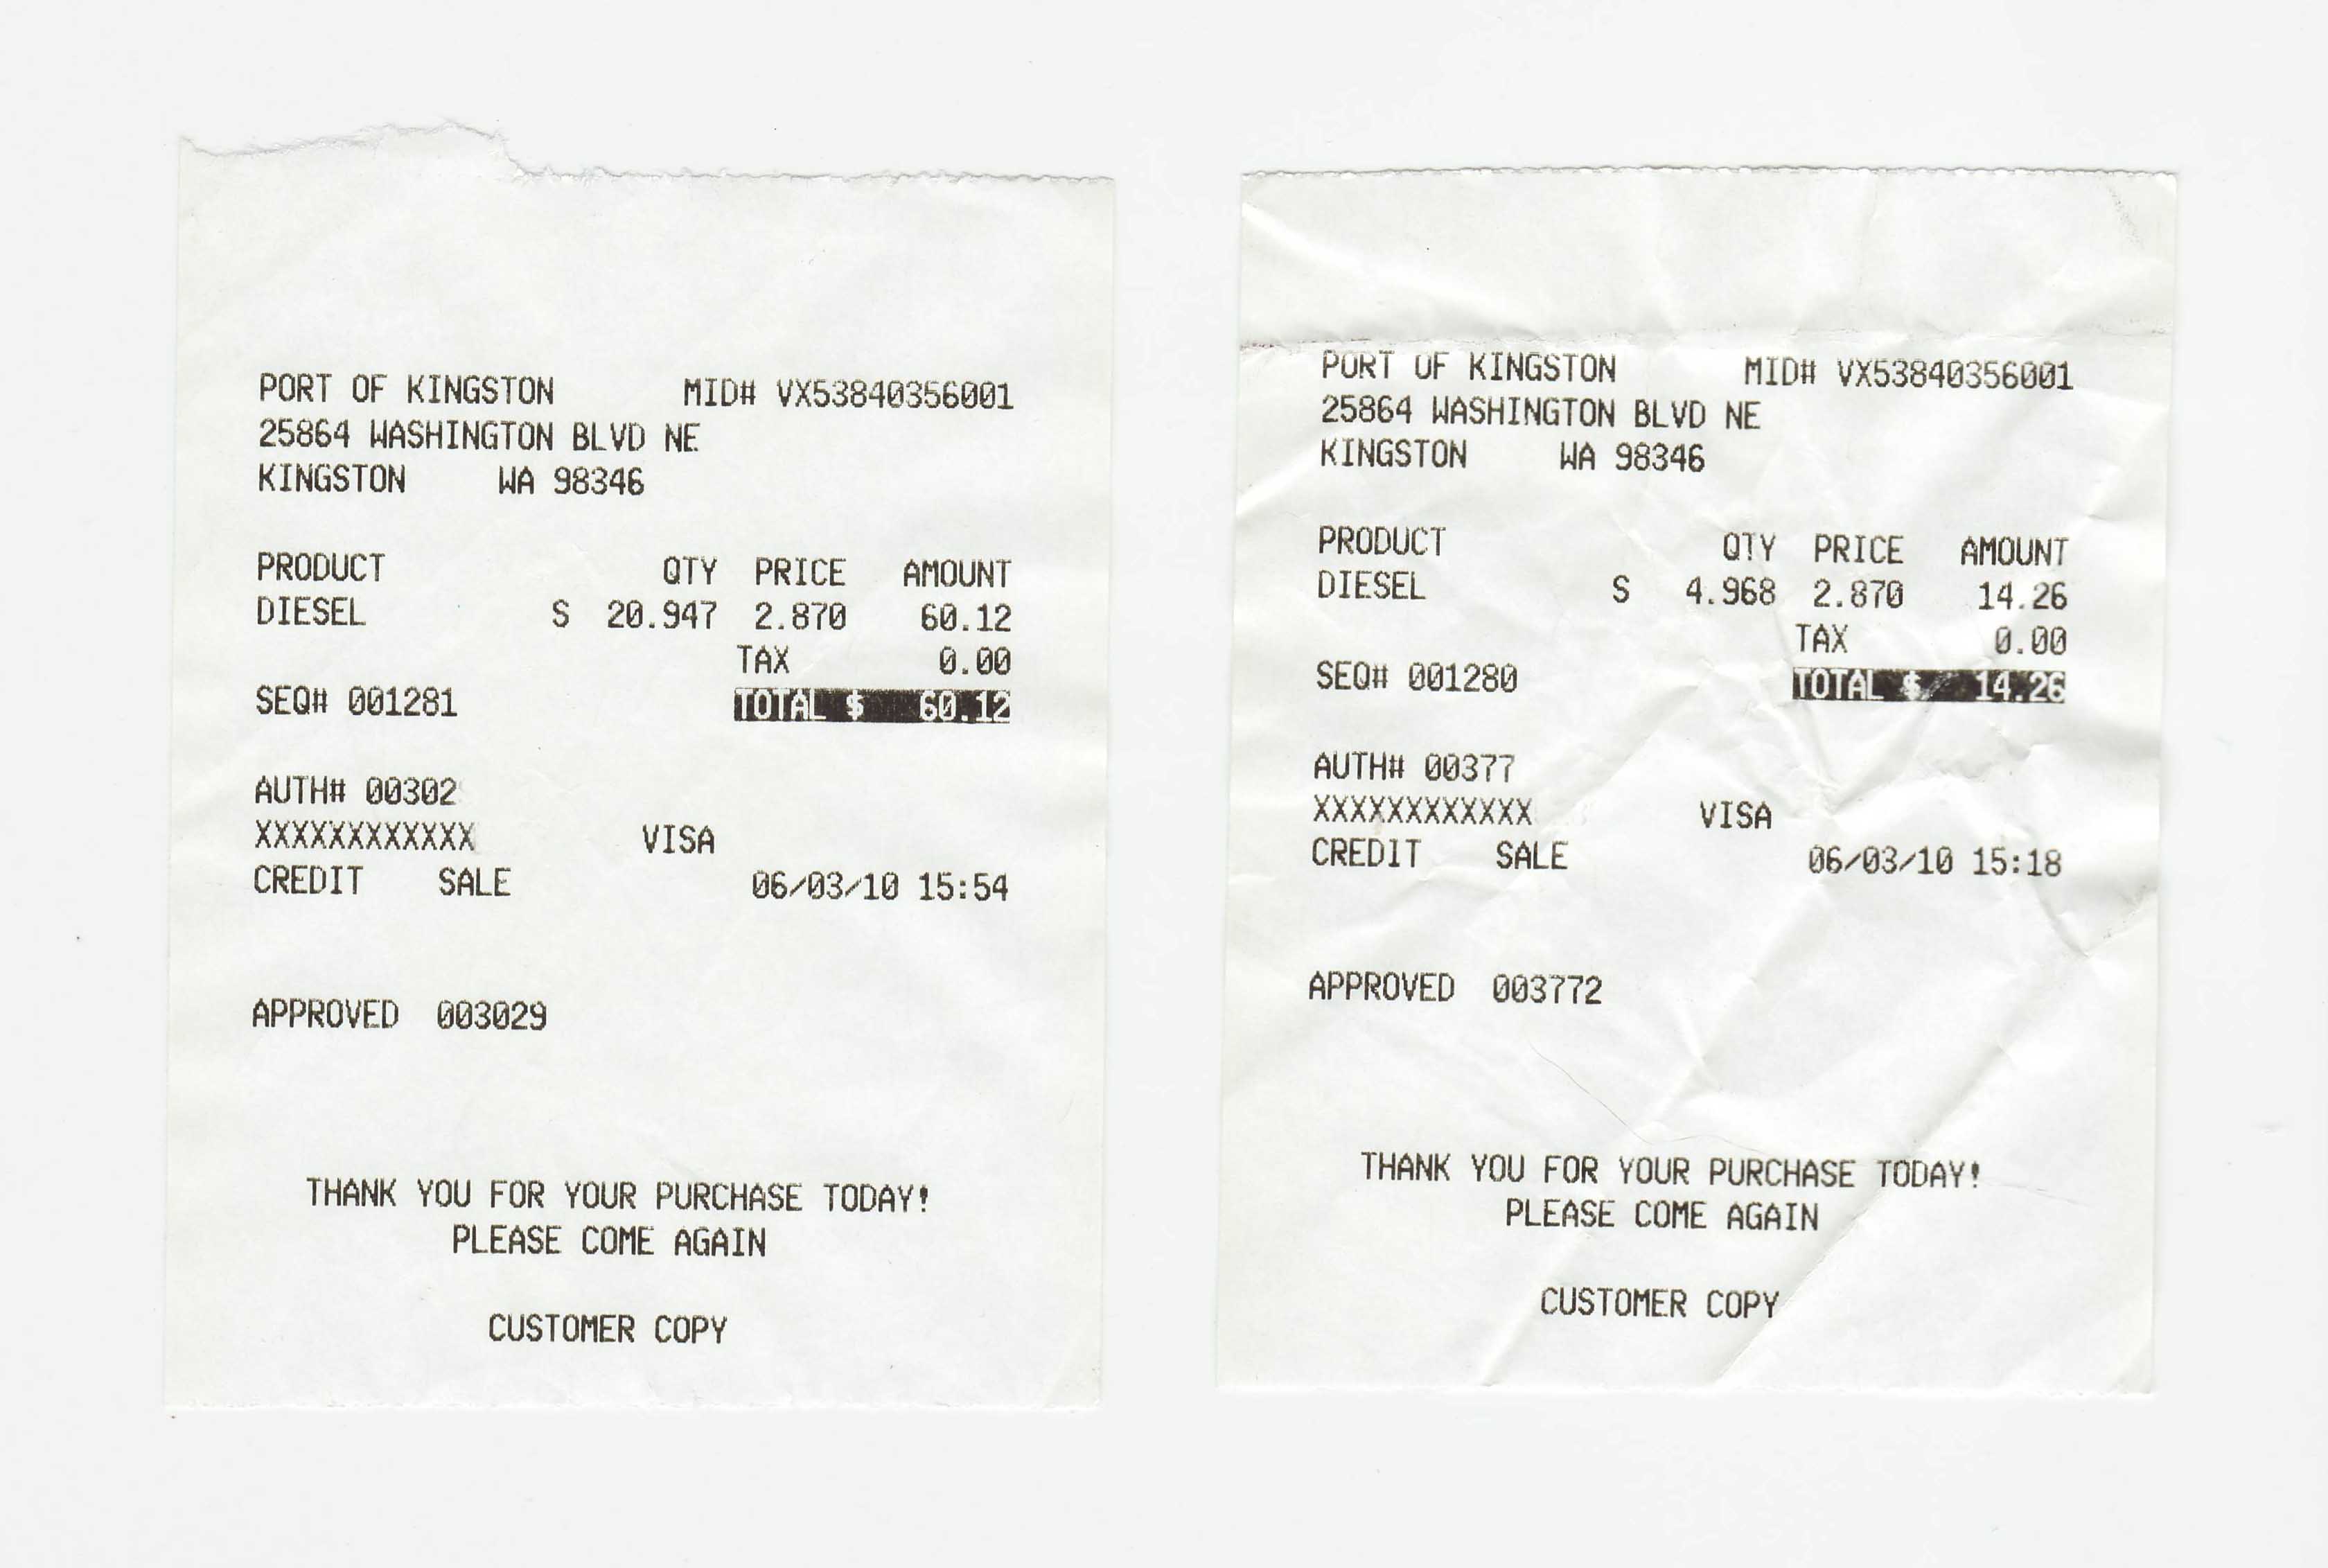 PORT OF KINGSTON MID# VX53840356001
25864 WASHINGTON BLVD NE
KINGSTON WA 98346
PRODUCT QTY PRICE AMOUNT
DIESEL S 20.947 2.870 60.12
TAX 0.00
SEQ# 001281 TOTAL $ 60.12
AUTH# 00302
XXXXXXXXXXXX VISA
CREDIT SALE 06/03/10 15:54
APPROVED 003029
THANK YOU FOR YOUR PURCHASE TODAY!
PLEASE COME AGAIN
CUSTOMER COPY
PORT OF KINGSTON MID# VX53840356001
25864 WASHINGTON BLVD NE
KINGSTON WA 98346
PRODUCT QTY PRICE AMOUNT
DIESEL S 4.968 2.870 14.26
TAX 0.00
SEQ# 001280 TOTAL $ 14.26
AUTH# 00377
XXXXXXXXXXXX VISA
CREDIT SALE 06/03/10 15:18
APPROVED 003772
THANK YOU FOR YOUR PURCHASE TODAY!
PLEASE COME AGAIN
CUSTOMER COPY